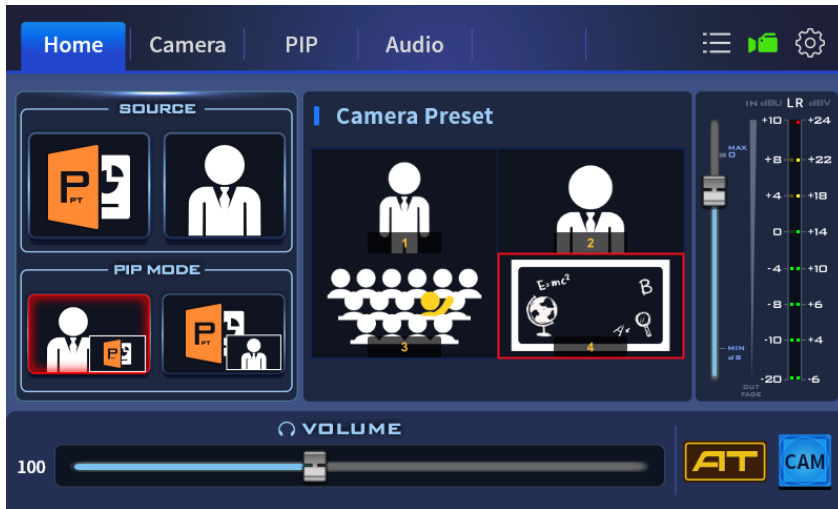 Home Camera PIP Audio
SOURCE
P
PT
PIP MODE
P
P
PT
Camera Preset
1
2
3
E=mc²
B
A=
4
IN dBU LR dBV
+10 +24
MAX
0
+8 +22
+4 +18
0 +14
-4 +10
-8 +6
-10 +4
MIN
dB
-20 -6
OUT
FADE
VOLUME
100
AT
CAM